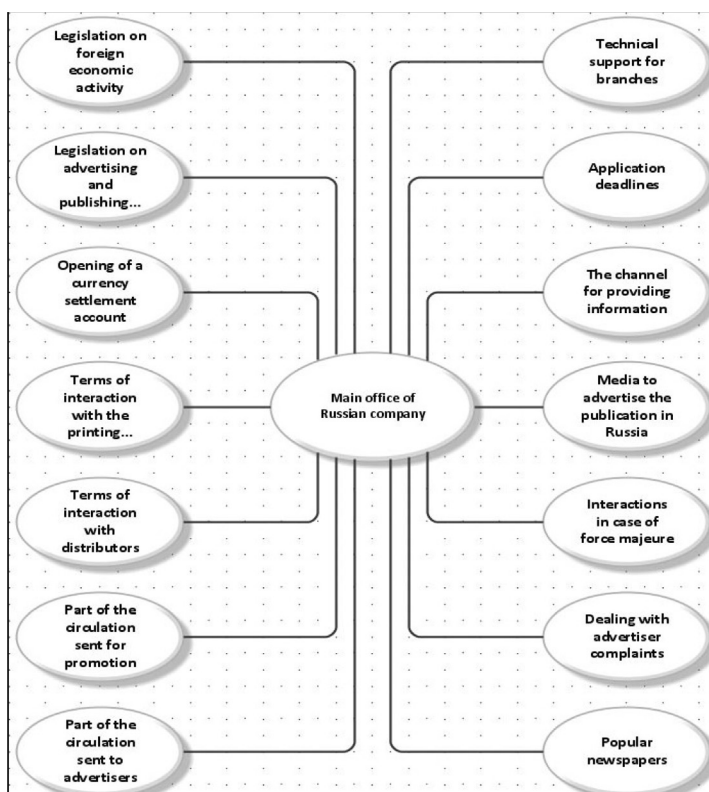 Legislation on
foreign
economic
activity
Technical
support for
branches
Legislation on
advertising
and
publishing...
Application
deadlines
Opening of a
currency
settlement
account
The channel
for providing
information
Terms of
interaction
with the
printing...
Main office of
Russian company
Media to
advertise the
publication in
Russia
Terms of
interaction
with
distributors
Interactions
in case of
force majeure
Part of the
circulation
sent for
promotion
Dealing with
advertiser
complaints
Part of the
circulation
sent to
advertisers
Popular
newspapers